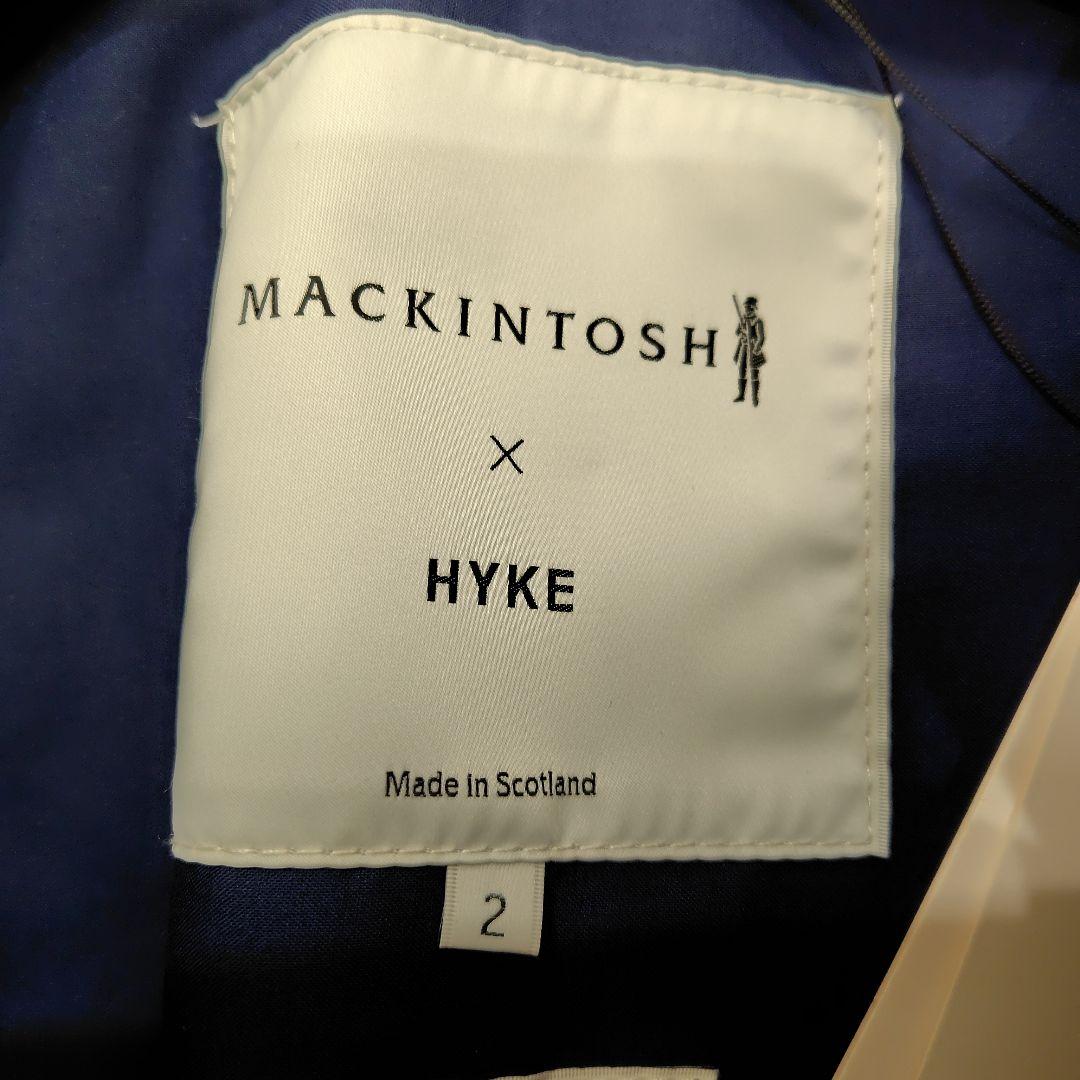 MACKINTOSH
×
HYKE
Made in Scotland
2